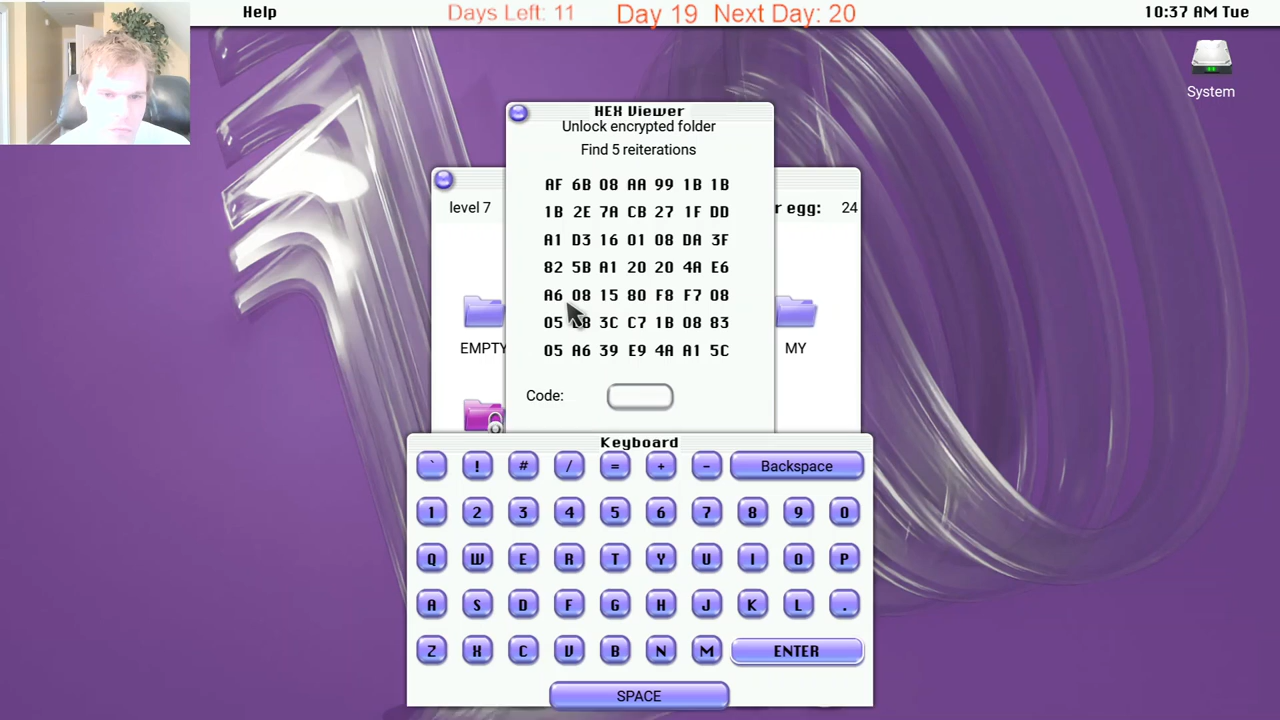 Help Days Left: 11 Day 19 Next Day: 20 10:37 AM Tue
System
HEX Viewer
Unlock encrypted folder
Find 5 reiterations
level 7 r egg: 24
AF 6B 08 AA 99 1B 1B
1B 2E 7A CB 27 1F DD
A1 D3 16 01 08 DA 3F
82 5B A1 20 20 4A E6
A6 08 15 80 F8 F7 08
05 8 3C C7 1B 08 83
05 A6 39 E9 4A A1 5C
EMPTY MY
Code:
Keyboard
` ! # / = + - Backspace
1 2 3 4 5 6 7 8 9 0
Q W E R T Y U I O P
A S D F G H J K L .
Z X C V B N M ENTER
SPACE